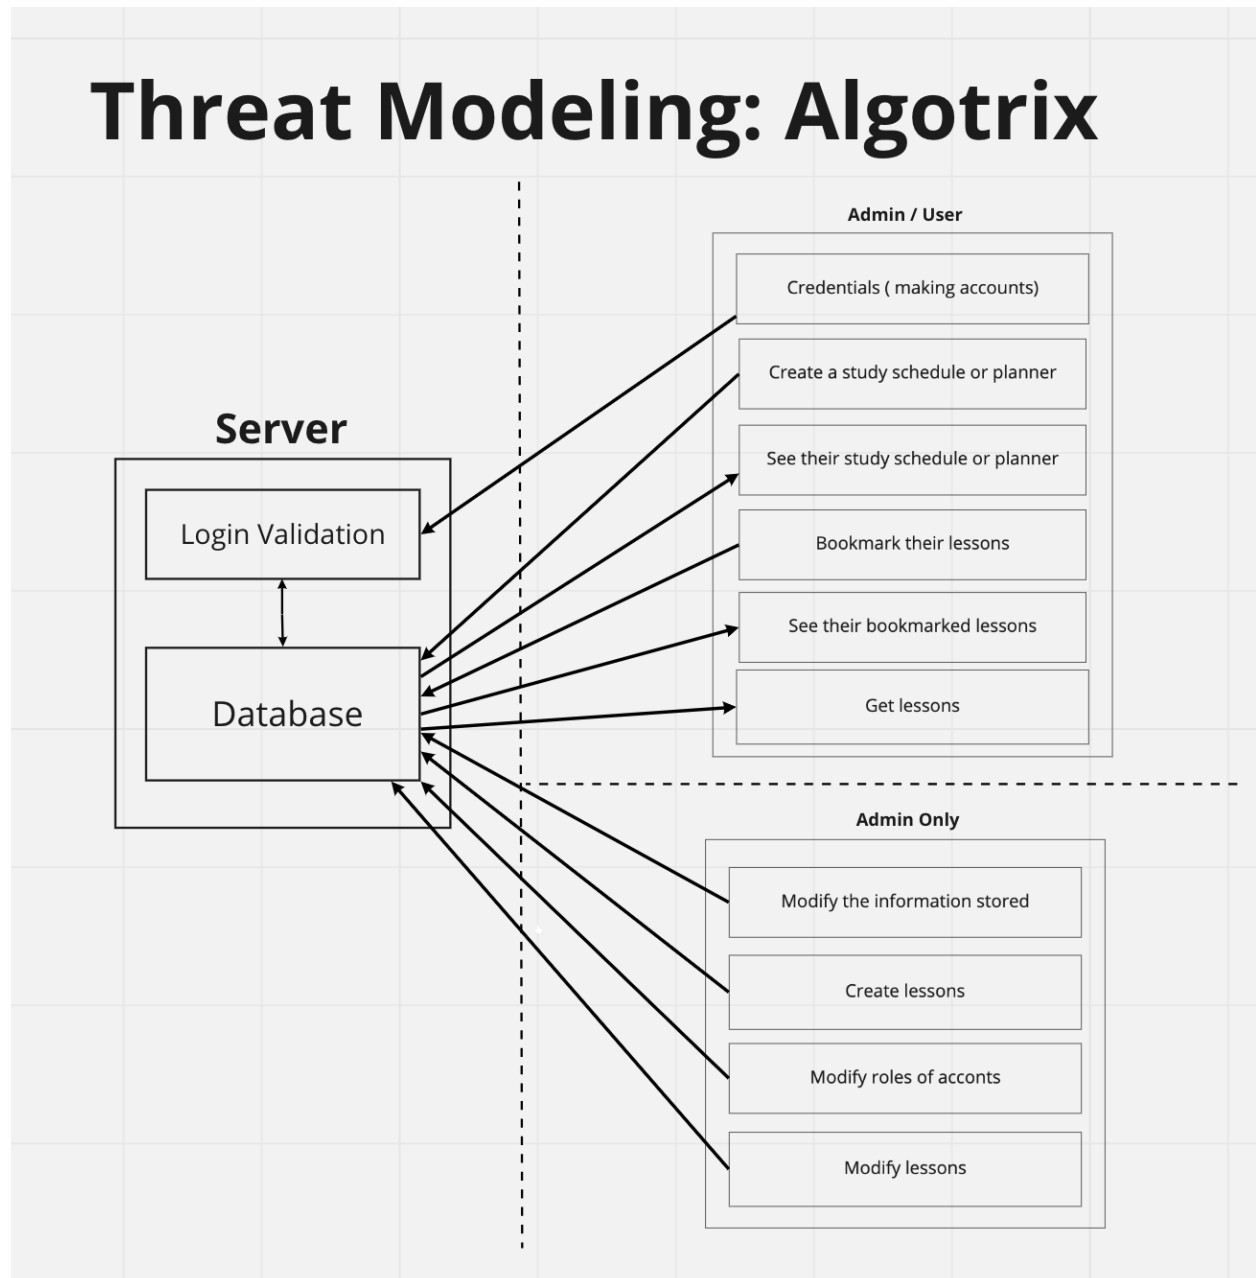 Threat Modeling: Algotrix
Admin / User
Credentials ( making accounts)
Create a study schedule or planner
See their study schedule or planner
Bookmark their lessons
See their bookmarked lessons
Get lessons
Server
Login Validation
Database
Admin Only
Modify the information stored
Create lessons
Modify roles of acconts
Modify lessons